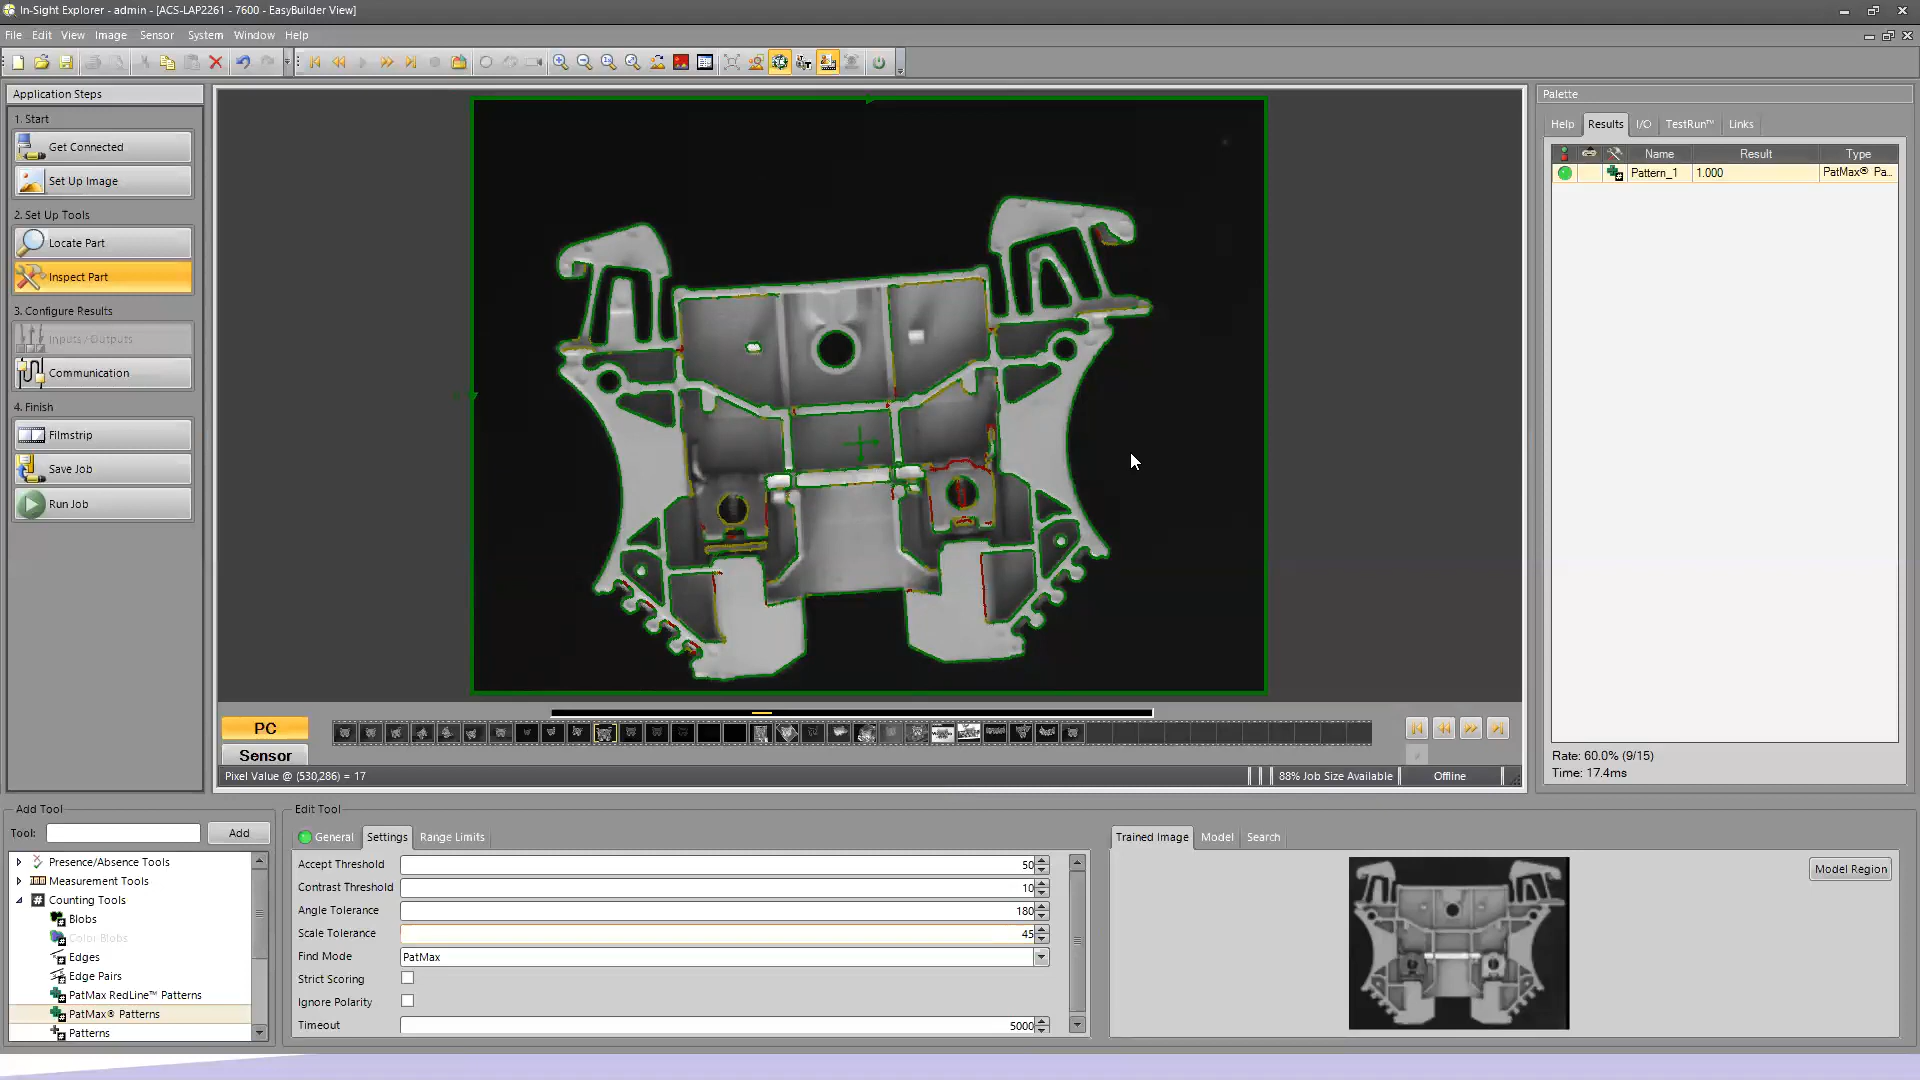 In-Sight Explorer - admin - [ACS-LAP2261 - 7600 - EasyBuilder View]
File Edit View Image Sensor System Window Help
Application Steps
1. Start
Get Connected
Set Up Image
2. Set Up Tools
Locate Part
Inspect Part
3. Configure Results
Inputs / Outputs
Communication
4. Finish
Filmstrip
Save Job
Run Job
PC
Sensor
Pixel Value @ (530,286) = 17
88% Job Size Available
Offline
Palette
Help Results I/O TestRun™ Links
Name Result Type
Pattern_1 1.000 PatMax® Pa...
Rate: 60.0% (9/15)
Time: 17.4ms
Add Tool
Tool:
Add
Presence/Absence Tools
Measurement Tools
Counting Tools
Blobs
Color Blobs
Edges
Edge Pairs
PatMax RedLine™ Patterns
PatMax® Patterns
Patterns
Edit Tool
General Settings Range Limits
Accept Threshold 50
Contrast Threshold 10
Angle Tolerance 180
Scale Tolerance 45
Find Mode PatMax
Strict Scoring
Ignore Polarity
Timeout 5000
Trained Image Model Search
Model Region